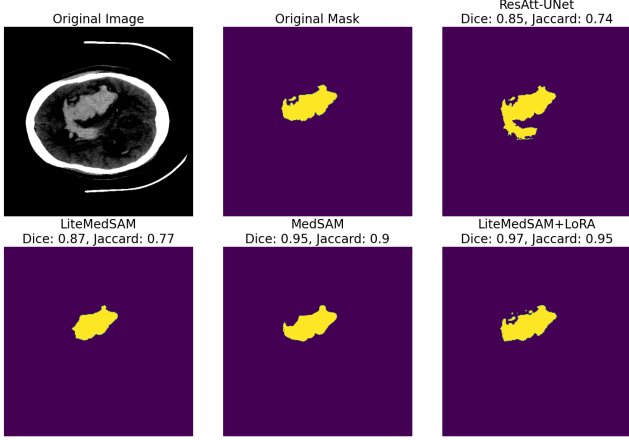 Original Image
Original Mask
ResAtt-UNet
Dice: 0.85, Jaccard: 0.74
LiteMedSAM
Dice: 0.87, Jaccard: 0.77
MedSAM
Dice: 0.95, Jaccard: 0.9
LiteMedSAM+LoRA
Dice: 0.97, Jaccard: 0.95